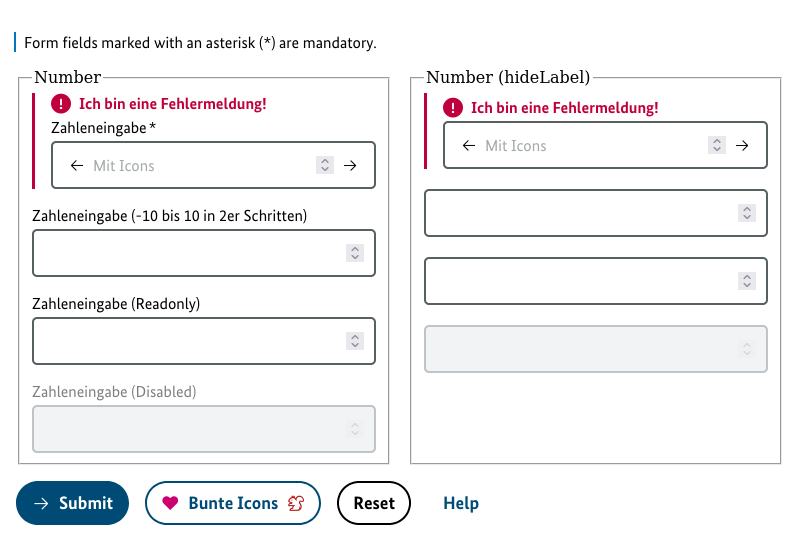 Form fields marked with an asterisk (*) are mandatory.
Number
Ich bin eine Fehlermeldung!
Zahleneingabe *
Mit Icons
Zahleneingabe (-10 bis 10 in 2er Schritten)
Zahleneingabe (Readonly)
Zahleneingabe (Disabled)
Number (hideLabel)
Ich bin eine Fehlermeldung!
Mit Icons
Submit Bunte Icons Reset Help